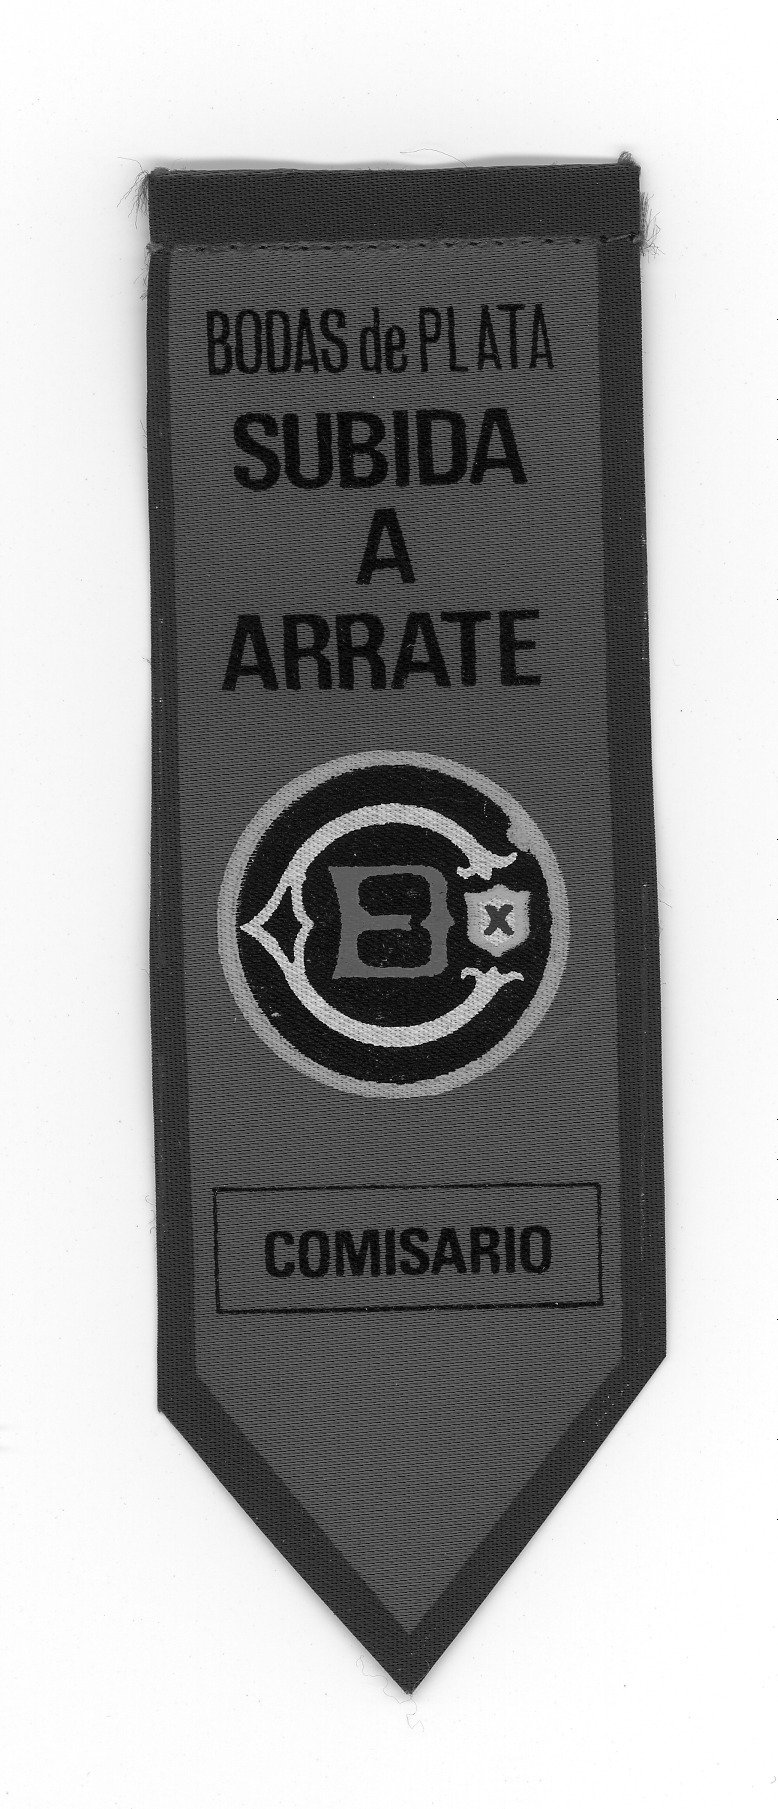 BODAS de PLATA
SUBIDA
A
ARRATE
C B X
COMISARIO